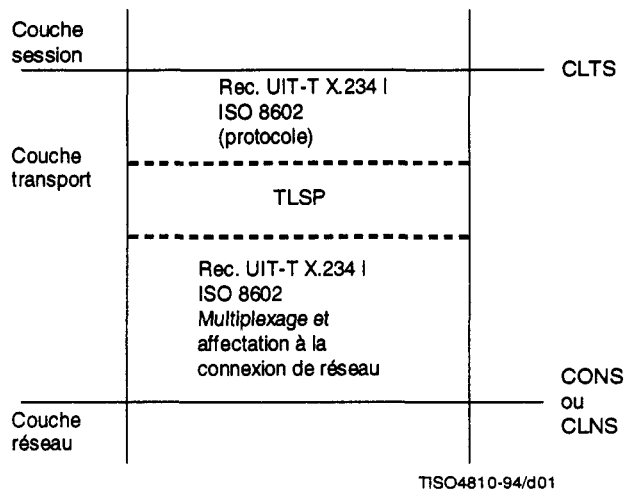 Couche
session
CLTS
Rec. UIT-T X.234 |
ISO 8602
(protocole)
Couche
transport
TLSP
Rec. UIT-T X.234 |
ISO 8602
Multiplexage et
affectation à la
connexion de réseau
CONS
ou
CLNS
Couche
réseau
TISO4810-94/d01